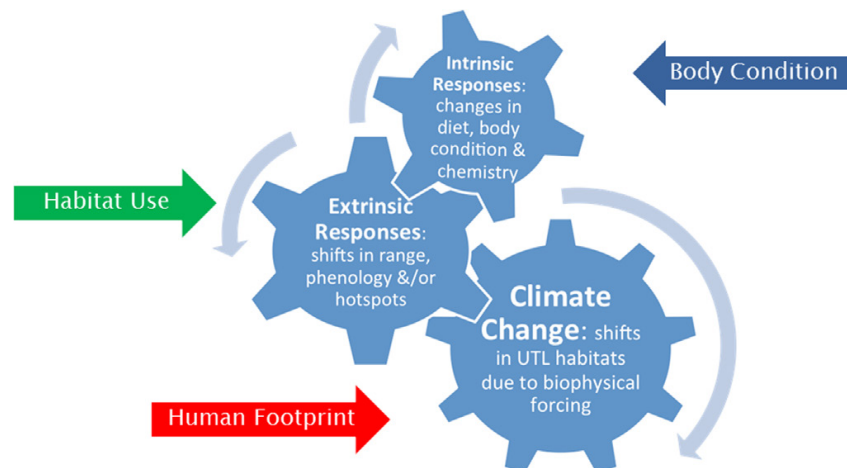 Intrinsic
Responses:
changes in
diet, body
condition &
chemistry
Body Condition
Habitat Use
Extrinsic
Responses:
shifts in range,
phenology &/or
hotspots
Climate
Change: shifts
in UTL habitats
due to biophysical
forcing
Human Footprint